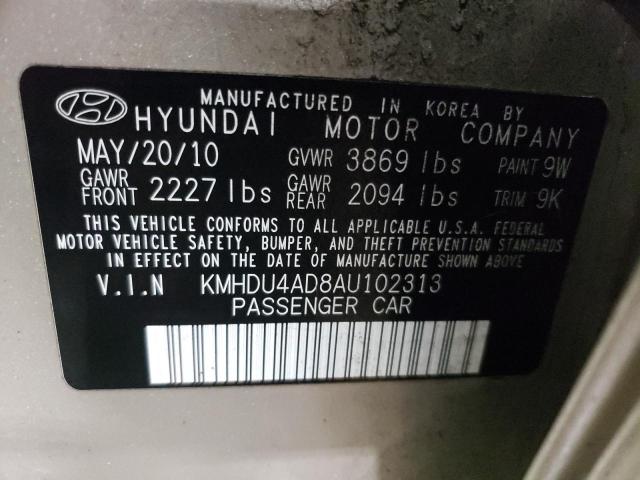 MANUFACTURED IN KOREA BY
HYUNDAI MOTOR COMPANY
MAY/20/10 GVWR 3869 lbs PAINT 9W
GAWR FRONT 2227 lbs GAWR REAR 2094 lbs TRIM 9K
THIS VEHICLE CONFORMS TO ALL APPLICABLE U.S.A. FEDERAL
MOTOR VEHICLE SAFETY, BUMPER, AND THEFT PREVENTION STANDARDS
IN EFFECT ON THE DATE OF MANUFACTURE SHOWN ABOVE.
V.I.N KMHDU4AD8AU102313
PASSENGER CAR